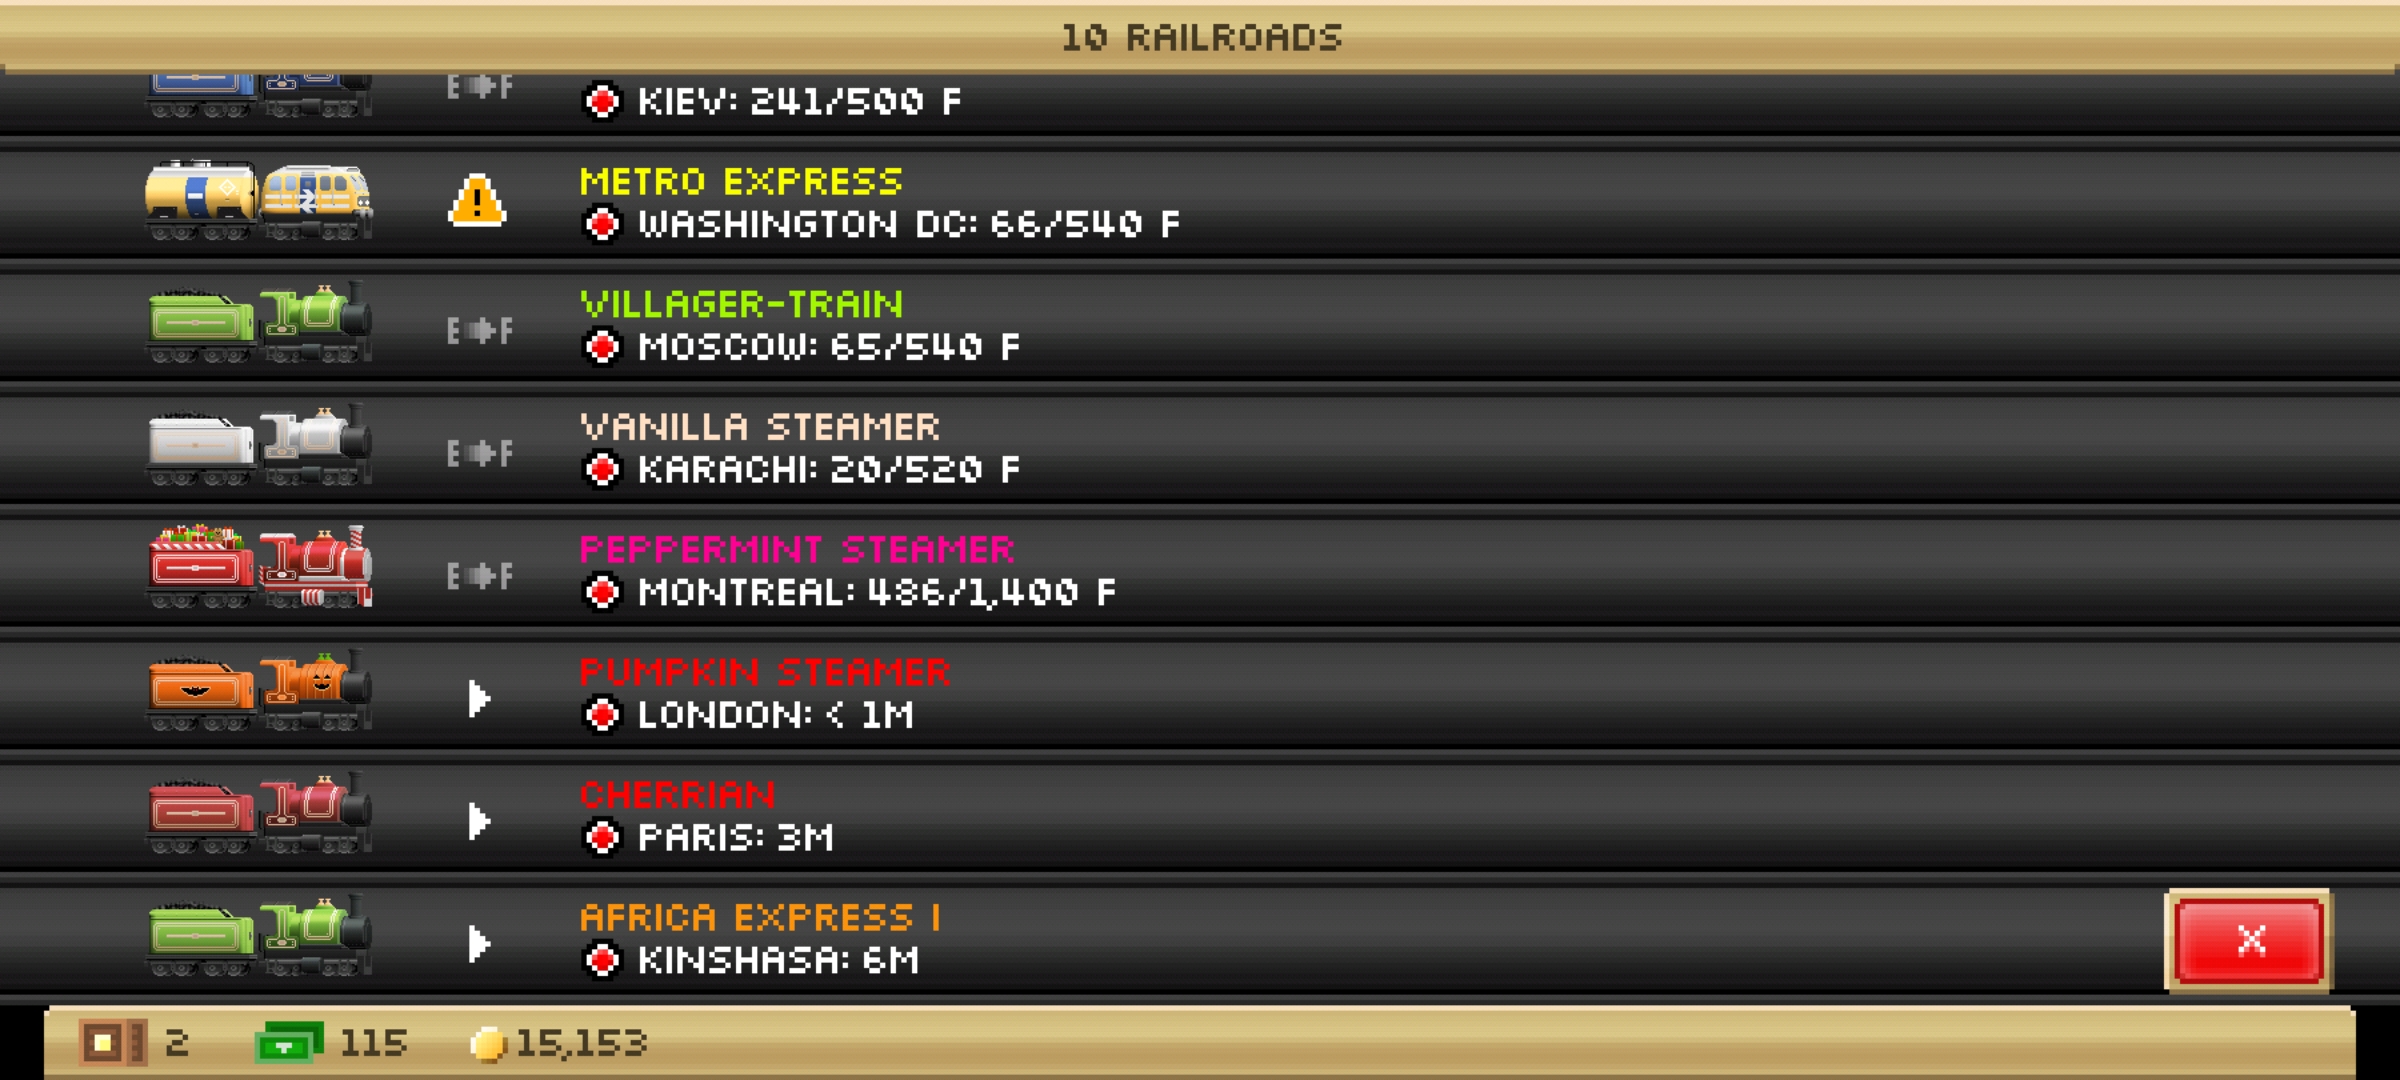 10 RAILROADS
E F
KIEV: 241/500 F
METRO EXPRESS
! WASHINGTON DC: 66/540 F
VILLAGER-TRAIN
E F
MOSCOW: 65/540 F
VANILLA STEAMER
E F
KARACHI: 20/520 F
PEPPERMINT STEAMER
E F
MONTREAL: 486/1,400 F
PUMPKIN STEAMER
LONDON: < 1M
CHERRIAN
PARIS: 3M
AFRICA EXPRESS I
KINSHASA: 6M
X
2 115 15,153